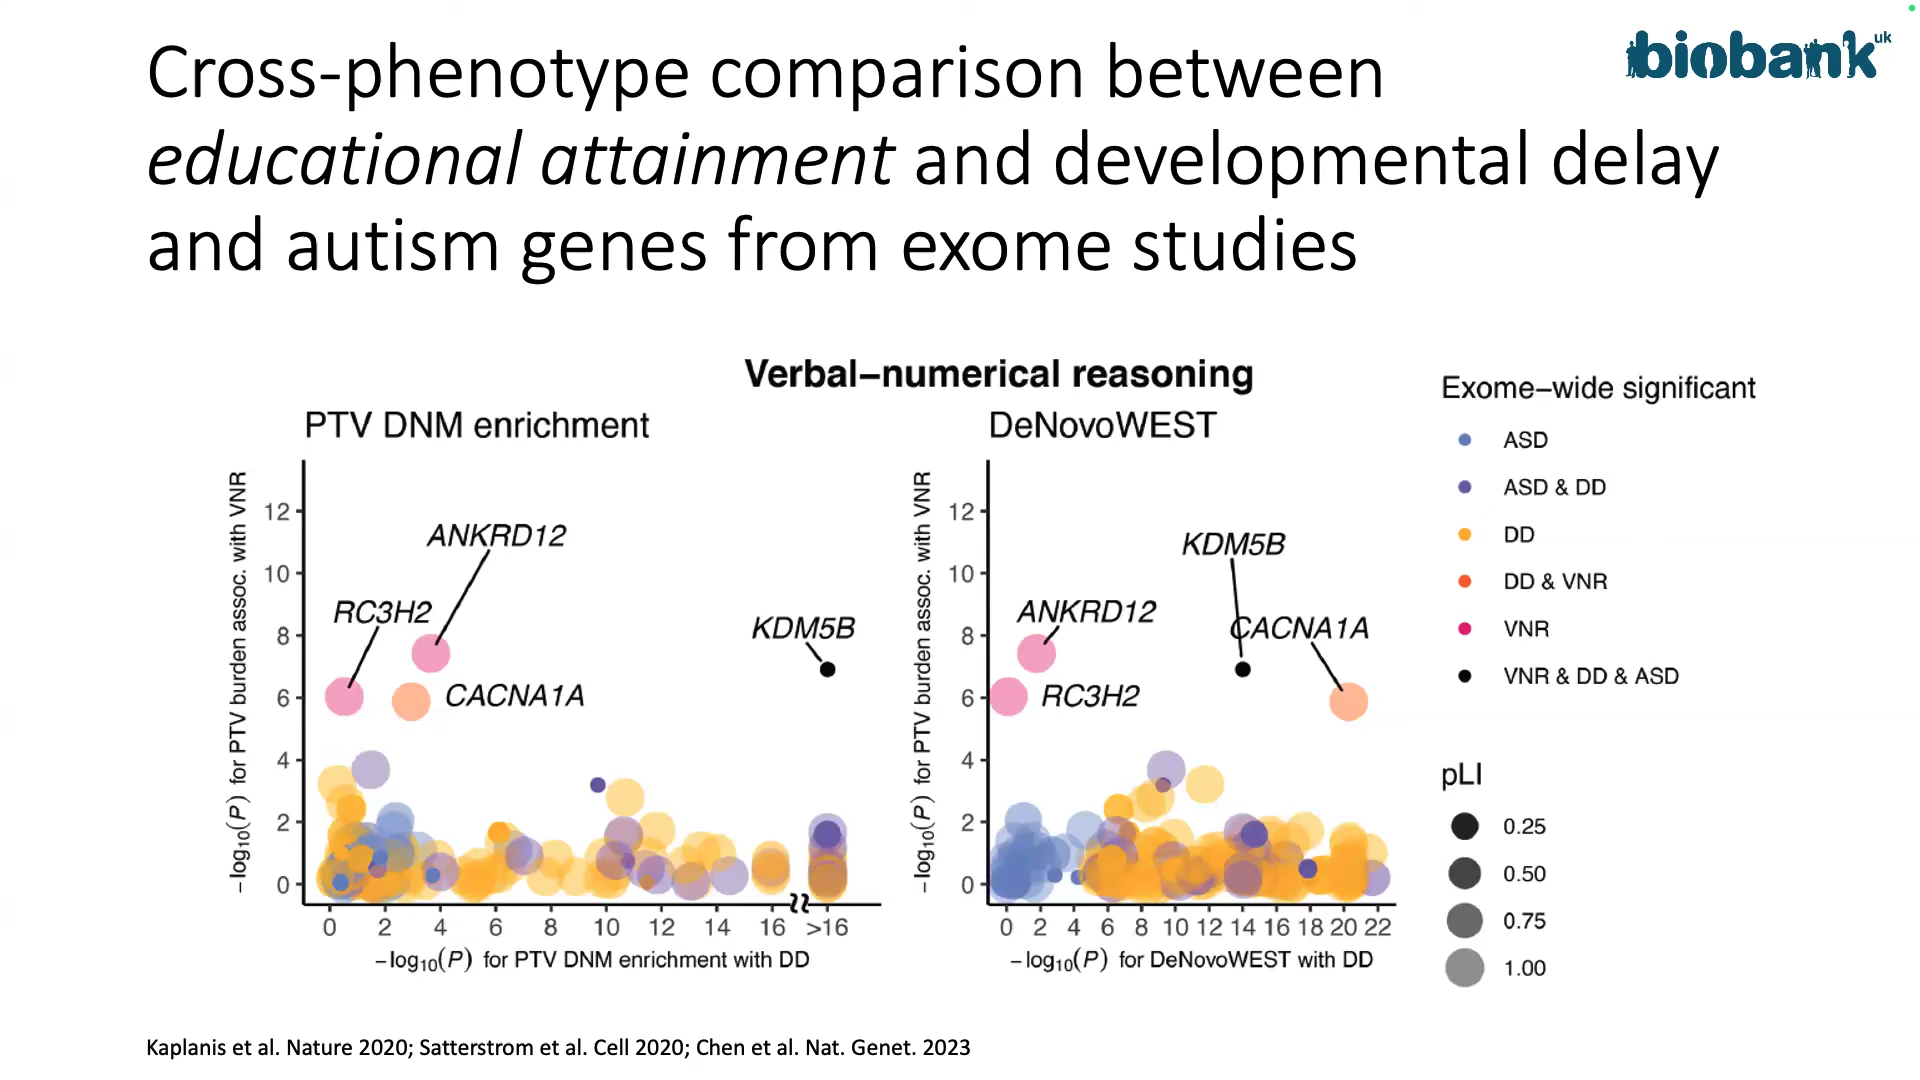 Cross-phenotype comparison between
educational attainment and developmental delay
and autism genes from exome studies
biobank uk
Verbal–numerical reasoning
PTV DNM enrichment
−log10(P) for PTV burden assoc. with VNR
12
10
8
6
4
2
0
ANKRD12
RC3H2
KDM5B
CACNA1A
0 2 4 6 8 10 12 14 16 >16
−log10(P) for PTV DNM enrichment with DD
DeNovoWEST
−log10(P) for PTV burden assoc. with VNR
12
10
8
6
4
2
0
KDM5B
ANKRD12
CACNA1A
RC3H2
0 2 4 6 8 10 12 14 16 18 20 22
−log10(P) for DeNovoWEST with DD
Exome–wide significant
ASD
ASD & DD
DD
DD & VNR
VNR
VNR & DD & ASD
pLI
0.25
0.50
0.75
1.00
Kaplanis et al. Nature 2020; Satterstrom et al. Cell 2020; Chen et al. Nat. Genet. 2023